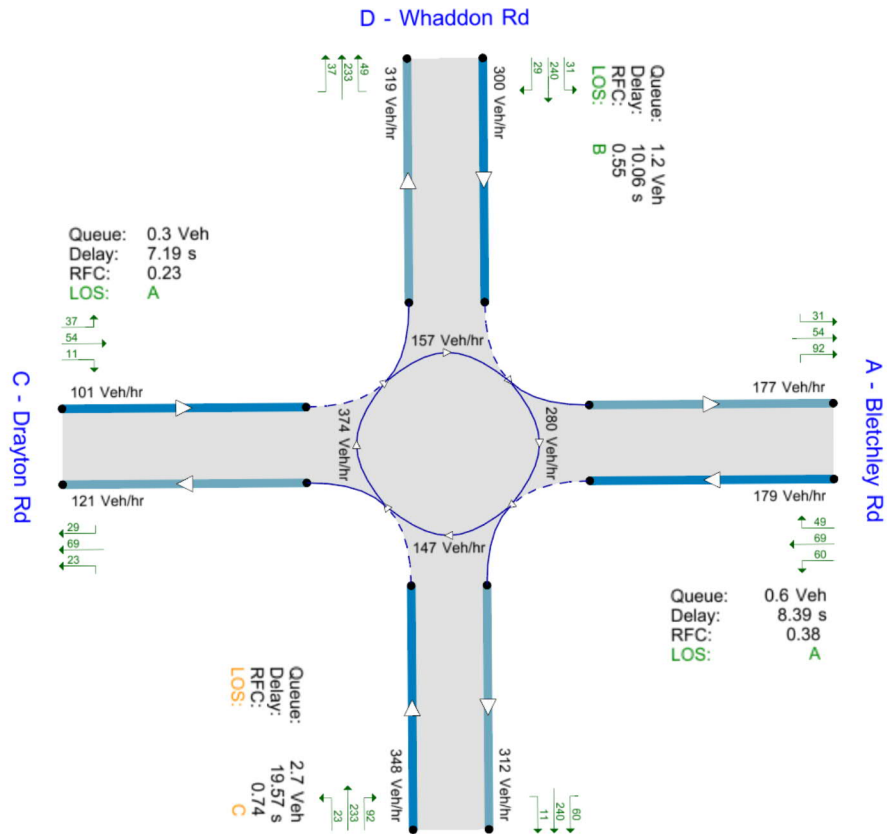 D - Whaddon Rd
37
233
49
319 Veh/hr
300 Veh/hr
29
240
31
Queue: 1.2 Veh
Delay: 10.06 s
RFC: 0.55
LOS: B
Queue: 0.3 Veh
Delay: 7.19 s
RFC: 0.23
LOS: A
37
54
11
101 Veh/hr
C - Drayton Rd
121 Veh/hr
29
69
23
157 Veh/hr
374 Veh/hr
280 Veh/hr
147 Veh/hr
31
54
92
177 Veh/hr
A - Bletchley Rd
179 Veh/hr
49
69
60
Queue: 0.6 Veh
Delay: 8.39 s
RFC: 0.38
LOS: A
Queue: 2.7 Veh
Delay: 19.57 s
RFC: 0.74
LOS: C
23
233
92
348 Veh/hr
312 Veh/hr
11
240
60